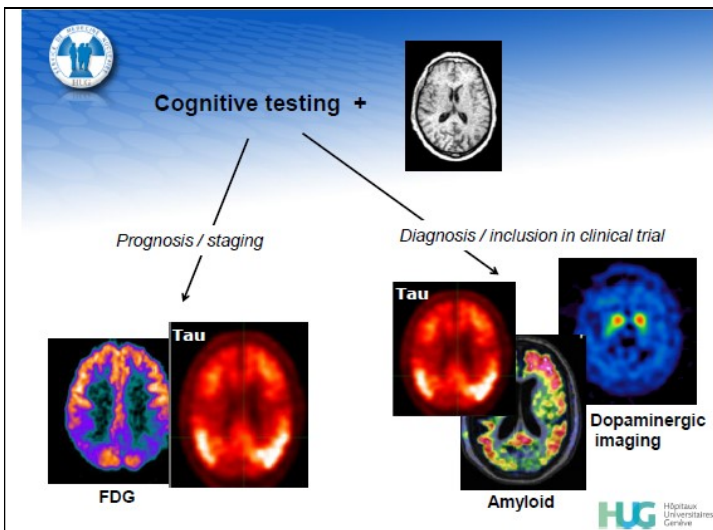 HUG
Cognitive testing +
Prognosis / staging
Diagnosis / inclusion in clinical trial
Tau
Tau
FDG
Amyloid
Dopaminergic
imaging
HUG
Hôpitaux
Universitaires
Genève